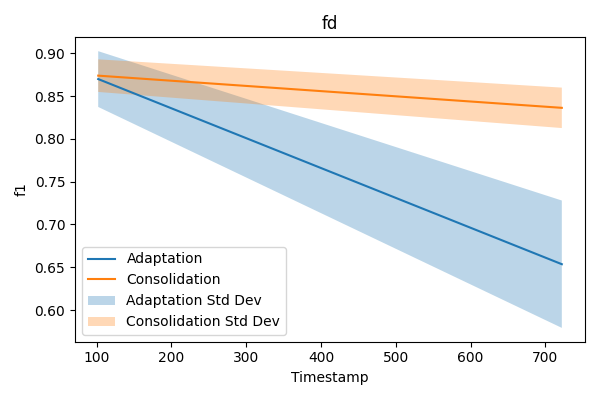 fd
0.90
0.85
0.80
0.75
0.70
0.65
0.60
f1
Adaptation
Consolidation
Adaptation Std Dev
Consolidation Std Dev
100 200 300 400 500 600 700
Timestamp